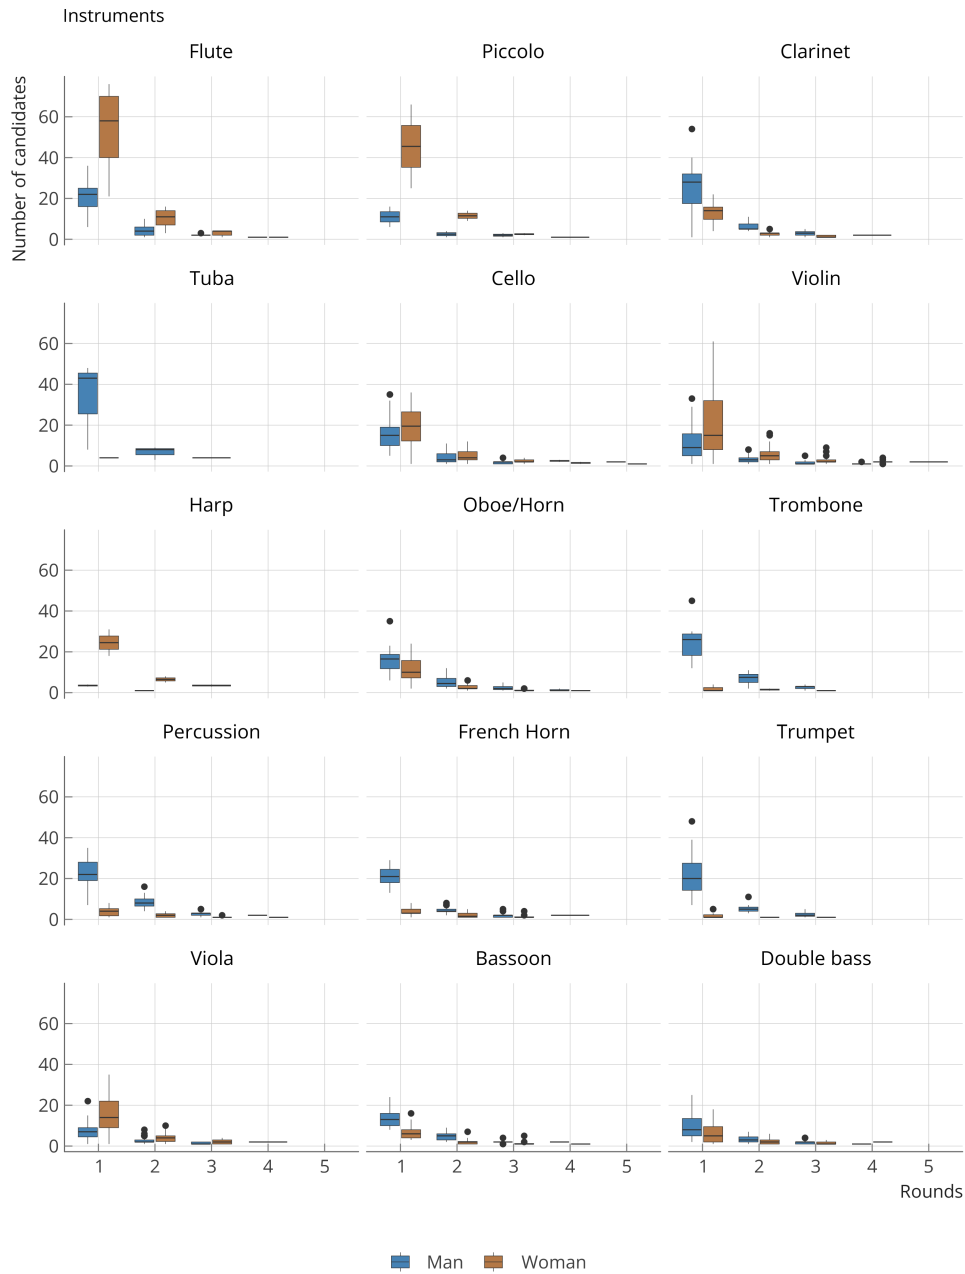 Instruments
Flute Piccolo Clarinet
Number of candidates
60
40
20
0
Tuba Cello Violin
60
40
20
0
Harp Oboe/Horn Trombone
60
40
20
0
Percussion French Horn Trumpet
60
40
20
0
Viola Bassoon Double bass
60
40
20
0
1 2 3 4 5 1 2 3 4 5 1 2 3 4 5
Rounds
Man Woman